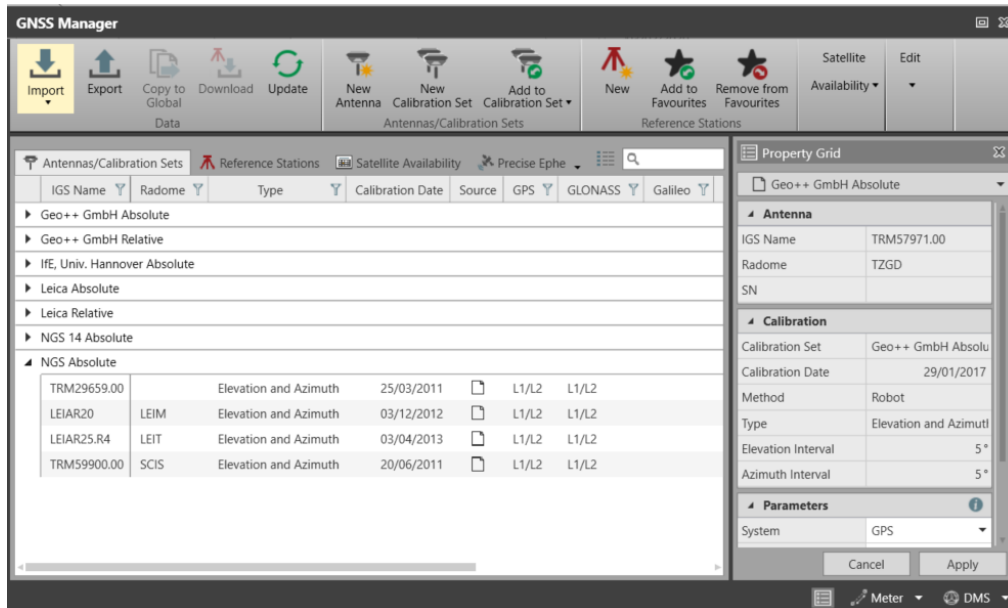 GNSS Manager
Import Export Copy to Global Download Update New Antenna New Calibration Set Add to Calibration Set New Add to Favourites Remove from Favourites Satellite Availability Edit
Data Antennas/Calibration Sets Reference Stations
Antennas/Calibration Sets Reference Stations Satellite Availability Precise Ephe
IGS Name Radome Type Calibration Date Source GPS GLONASS Galileo
Geo++ GmbH Absolute
Geo++ GmbH Relative
IfE, Univ. Hannover Absolute
Leica Absolute
Leica Relative
NGS 14 Absolute
NGS Absolute
TRM29659.00 Elevation and Azimuth 25/03/2011 L1/L2 L1/L2
LEIAR20 LEIM Elevation and Azimuth 03/12/2012 L1/L2 L1/L2
LEIAR25.R4 LEIT Elevation and Azimuth 03/04/2013 L1/L2 L1/L2
TRM59900.00 SCIS Elevation and Azimuth 20/06/2011 L1/L2 L1/L2
Property Grid
Geo++ GmbH Absolute
Antenna
IGS Name TRM57971.00
Radome TZGD
SN
Calibration
Calibration Set Geo++ GmbH Absolu
Calibration Date 29/01/2017
Method Robot
Type Elevation and Azimutl
Elevation Interval 5°
Azimuth Interval 5°
Parameters
System GPS
Cancel Apply
Meter DMS